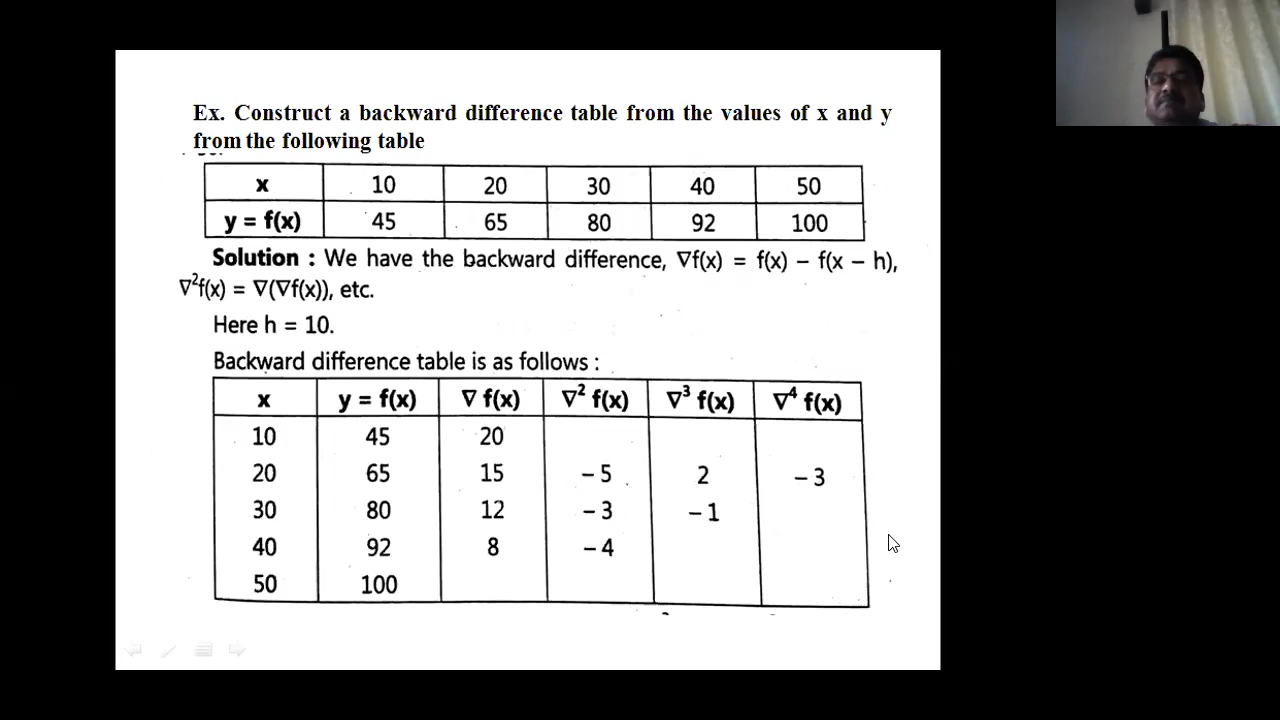 Ex. Construct a backward difference table from the values of x and y
from the following table
x 10 20 30 40 50
y = f(x) 45 65 80 92 100
Solution : We have the backward difference, ∇f(x) = f(x) – f(x – h),
∇²f(x) = ∇(∇f(x)), etc.
Here h = 10.
Backward difference table is as follows :
x y = f(x) ∇ f(x) ∇² f(x) ∇³ f(x) ∇⁴ f(x)
10 45 20
20 65 15 – 5 2 – 3
30 80 12 – 3 – 1
40 92 8 – 4
50 100